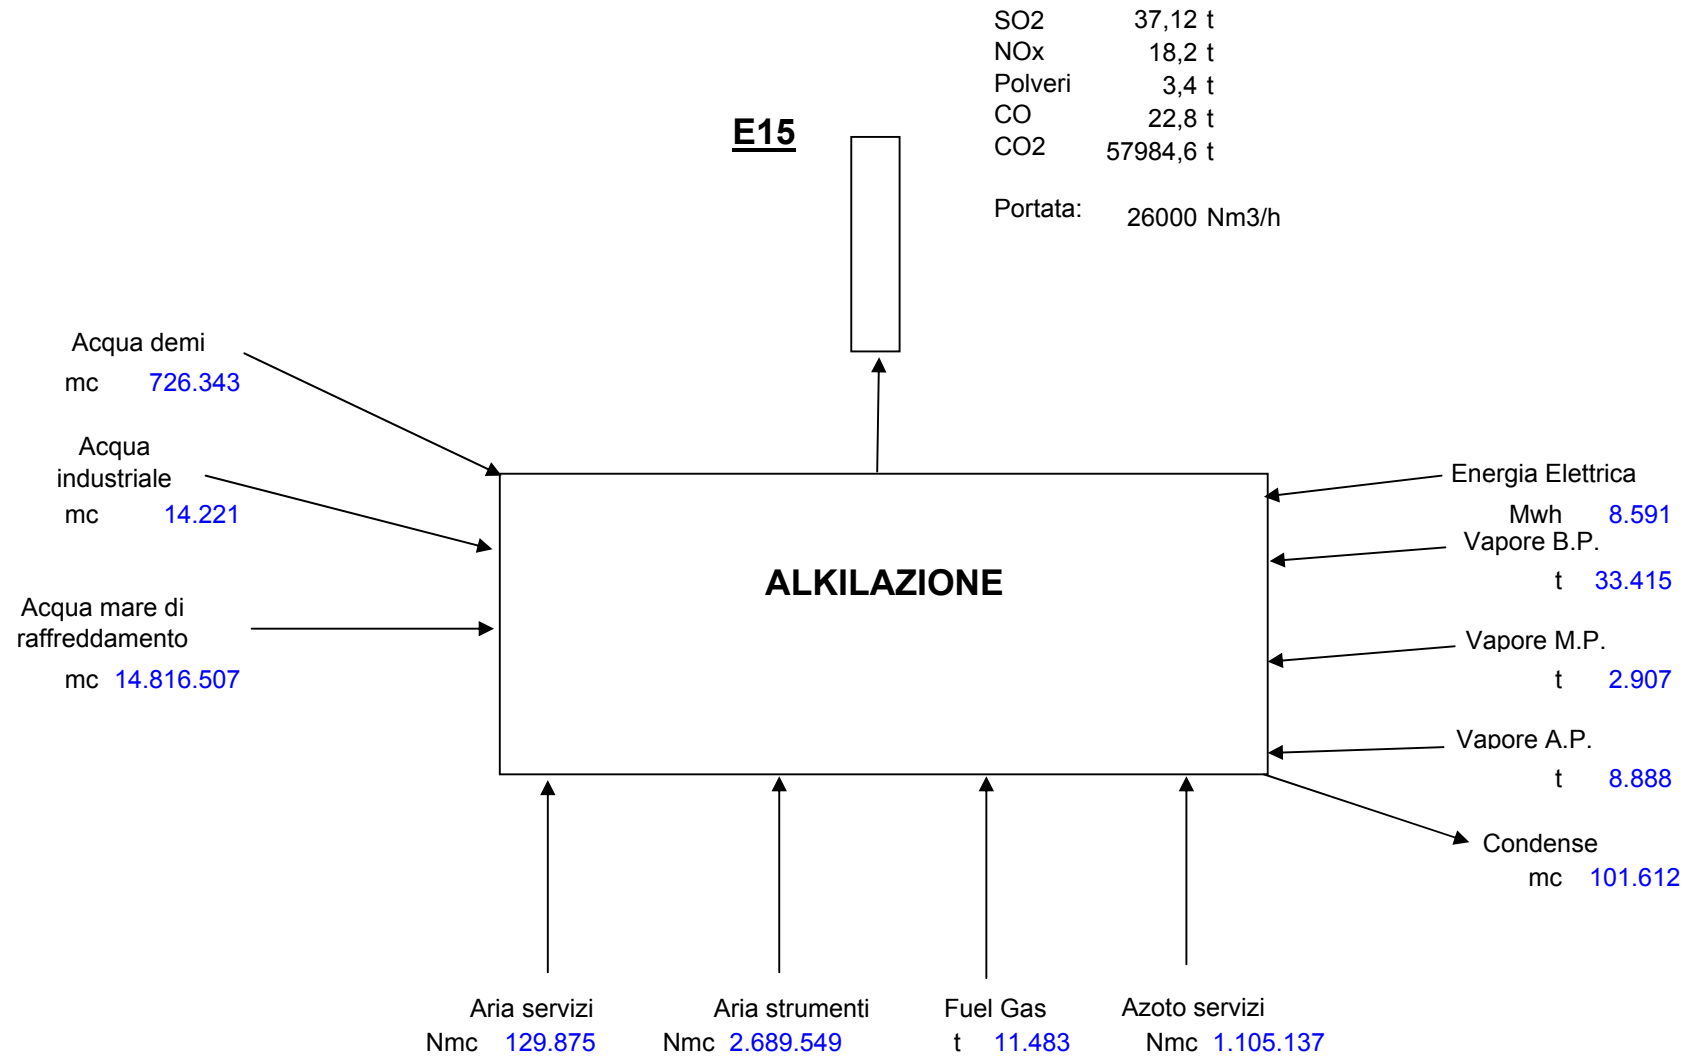 SO2 37,12 t
NOx 18,2 t
Polveri 3,4 t
CO 22,8 t
CO2 57984,6 t
E15
Portata: 26000 Nm3/h
Acqua demi
mc 726.343
Acqua
industriale
mc 14.221
Acqua mare di
raffreddamento
mc 14.816.507
ALKILAZIONE
Energia Elettrica
Mwh 8.591
Vapore B.P.
t 33.415
Vapore M.P.
t 2.907
Vapore A.P.
t 8.888
Condense
mc 101.612
Aria servizi
Nmc 129.875
Aria strumenti
Nmc 2.689.549
Fuel Gas
t 11.483
Azoto servizi
Nmc 1.105.137